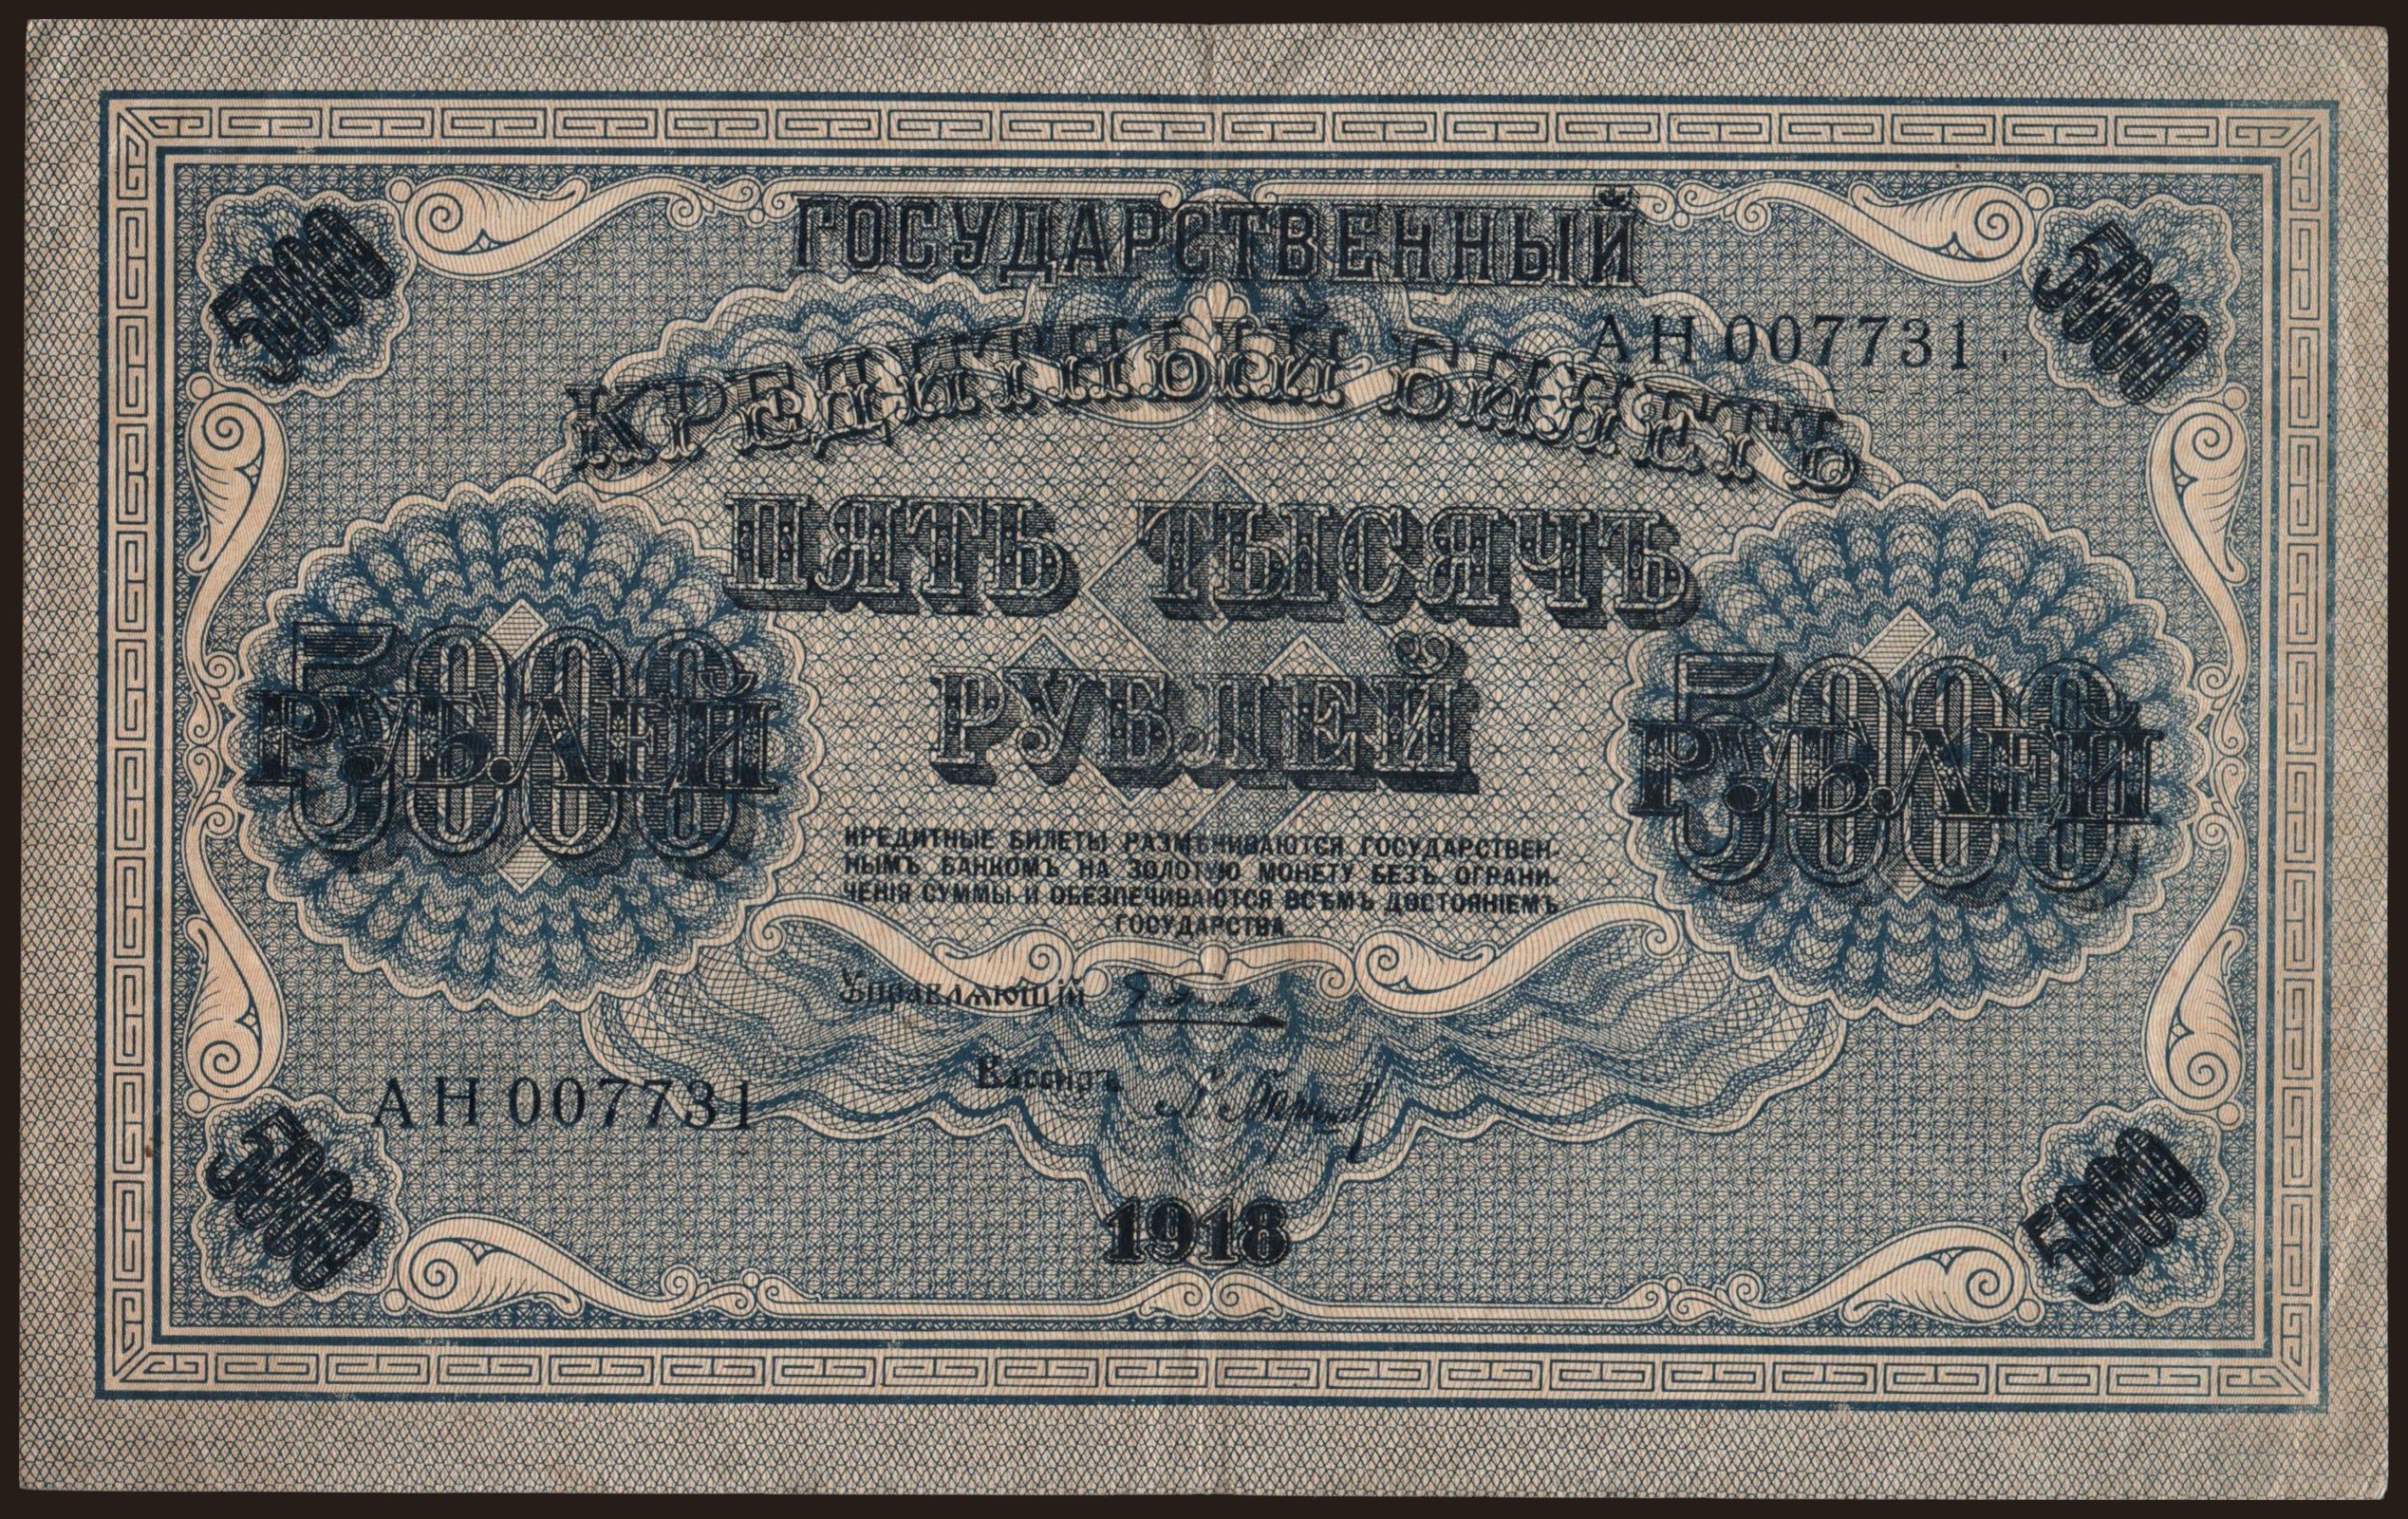 5000 ГОСУДАРСТВЕННЫЙ 5000
АН 007731
КРЕДИТНЫЙ БИЛЕТЪ
ПЯТЬ ТЫСЯЧЪ
РУБЛЕЙ
5000 РУБЛЕЙ
5000 РУБЛЕЙ
КРЕДИТНЫЕ БИЛЕТЫ РАЗМѢНИВАЮТСЯ ГОСУДАРСТВЕН-
НЫМЪ БАНКОМЪ НА ЗОЛОТУЮ МОНЕТУ БЕЗЪ ОГРАНИ-
ЧЕНІЯ СУММЫ И ОБЕЗПЕЧИВАЮТСЯ ВСѢМЪ ДОСТОЯНІЕМЪ
ГОСУДАРСТВА.
Управляющій
Кассиръ
АН 007731
5000 1918 5000